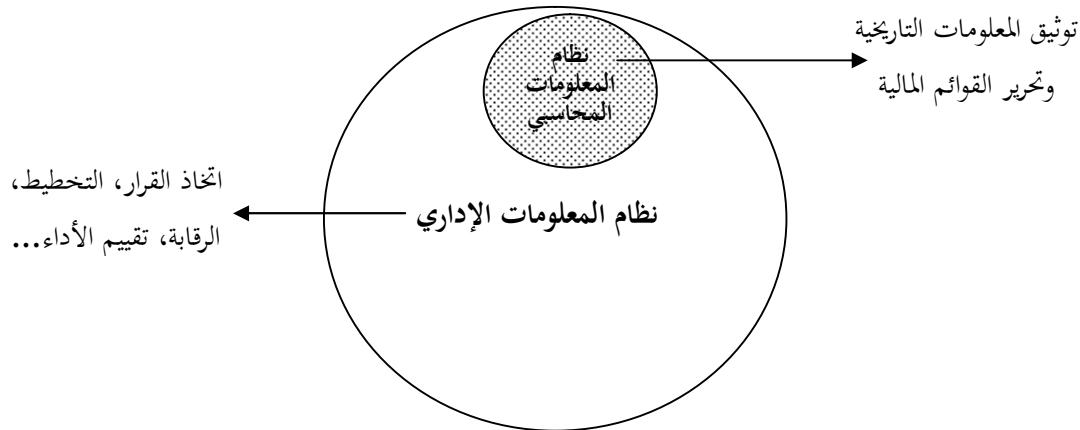 توثيق المعلومات التاريخية
وتحرير القوائم المالية
نظام
المعلومات
المحاسبي
اتخاذ القرار، التخطيط،
الرقابة، تقييم الأداء...
نظام المعلومات الإداري